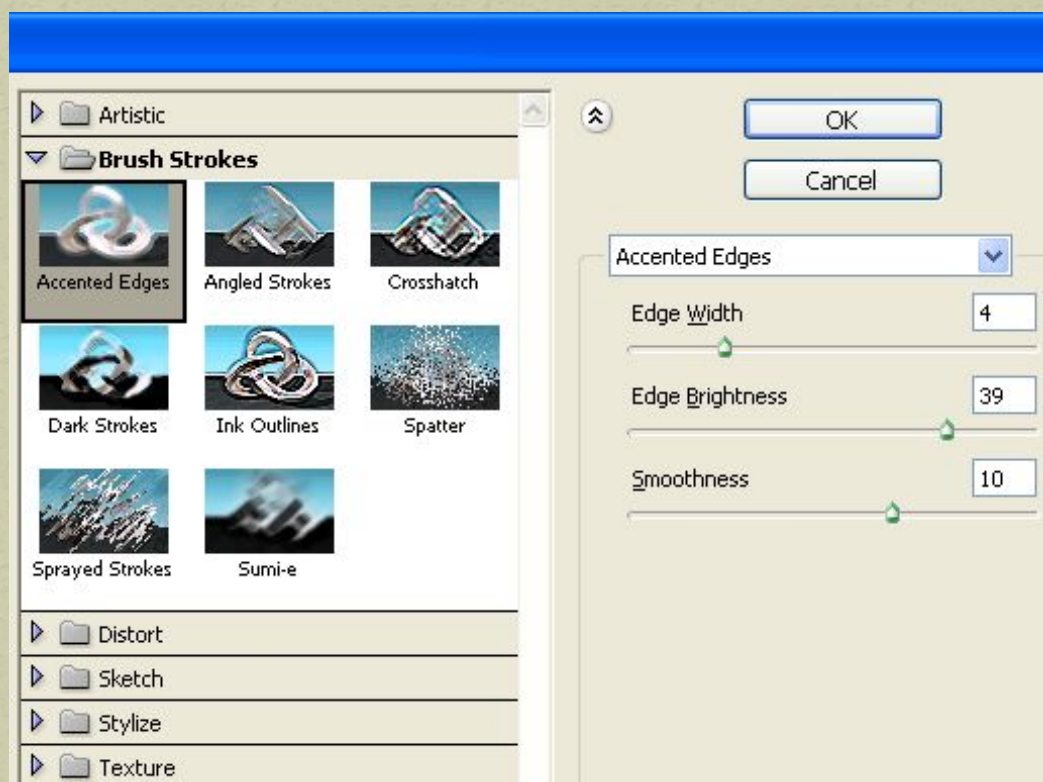 Artistic
Brush Strokes
Accented Edges Angled Strokes Crosshatch
Dark Strokes Ink Outlines Spatter
Sprayed Strokes Sumi-e
Distort
Sketch
Stylize
Texture
OK
Cancel
Accented Edges
Edge Width 4
Edge Brightness 39
Smoothness 10